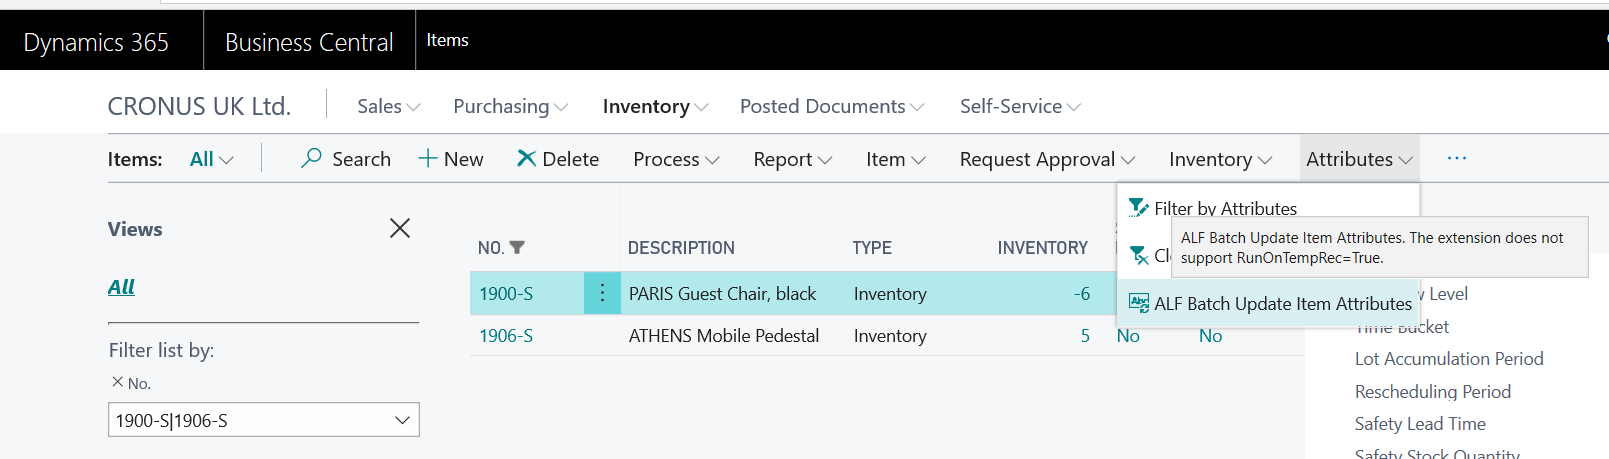 Dynamics 365 Business Central Items
CRONUS UK Ltd. Sales Purchasing Inventory Posted Documents Self-Service
Items: All Search New Delete Process Report Item Request Approval Inventory Attributes ...
Filter by Attributes
ALF Batch Update Item Attributes. The extension does not
support RunOnTempRec=True.
ALF Batch Update Item Attributes
Views
All
Filter list by:
No.
1900-S|1906-S
NO. DESCRIPTION TYPE INVENTORY
1900-S PARIS Guest Chair, black Inventory -6
1906-S ATHENS Mobile Pedestal Inventory 5 No No
Level
Time Bucket
Lot Accumulation Period
Rescheduling Period
Safety Lead Time
Safety Stock Quantity